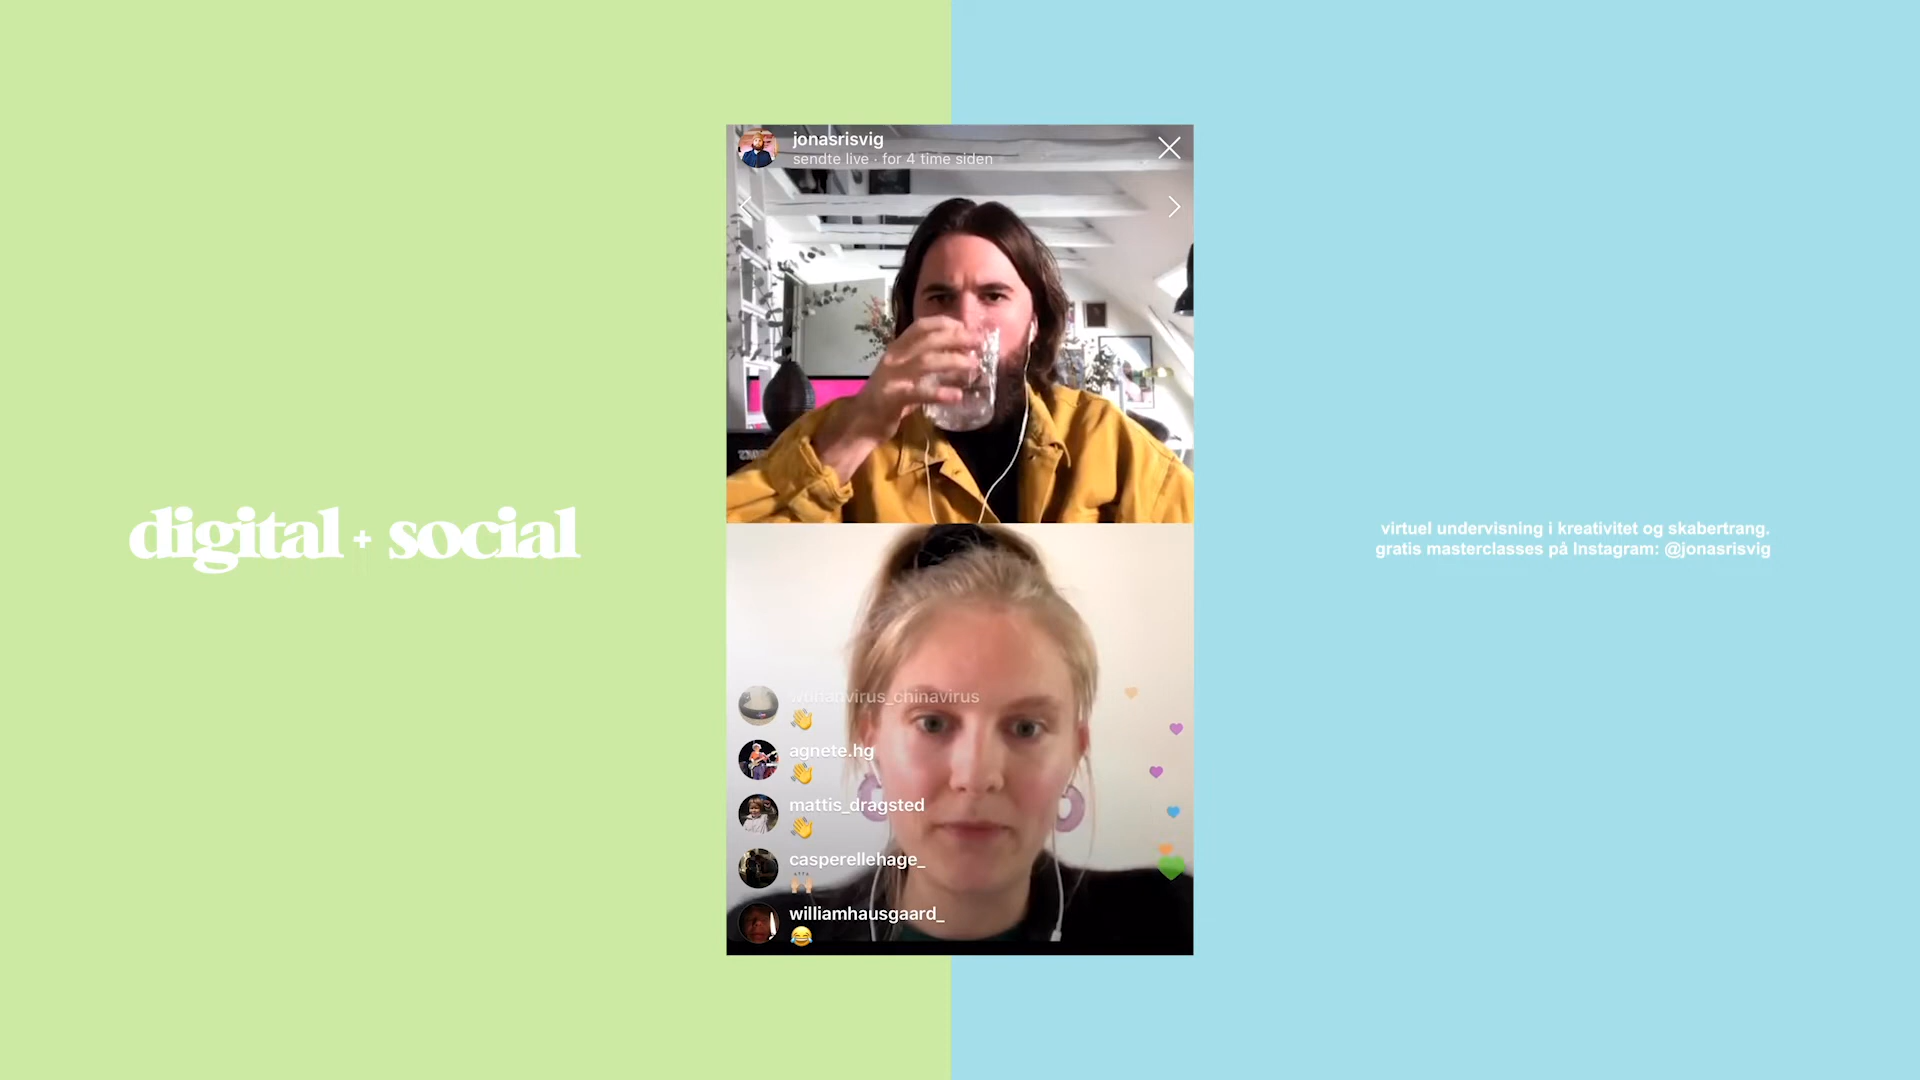 jonasrisvig
sendte live · for 4 time siden
digital + social
virtuel undervisning i kreativitet og skabertrang.
gratis masterclasses på Instagram: @jonasrisvig
wuhanvirus_chinavirus
👋
agnete.hg
👋
mattis_dragsted
👋
casperellehage_
🙌🏼
williamhausgaard_
😂